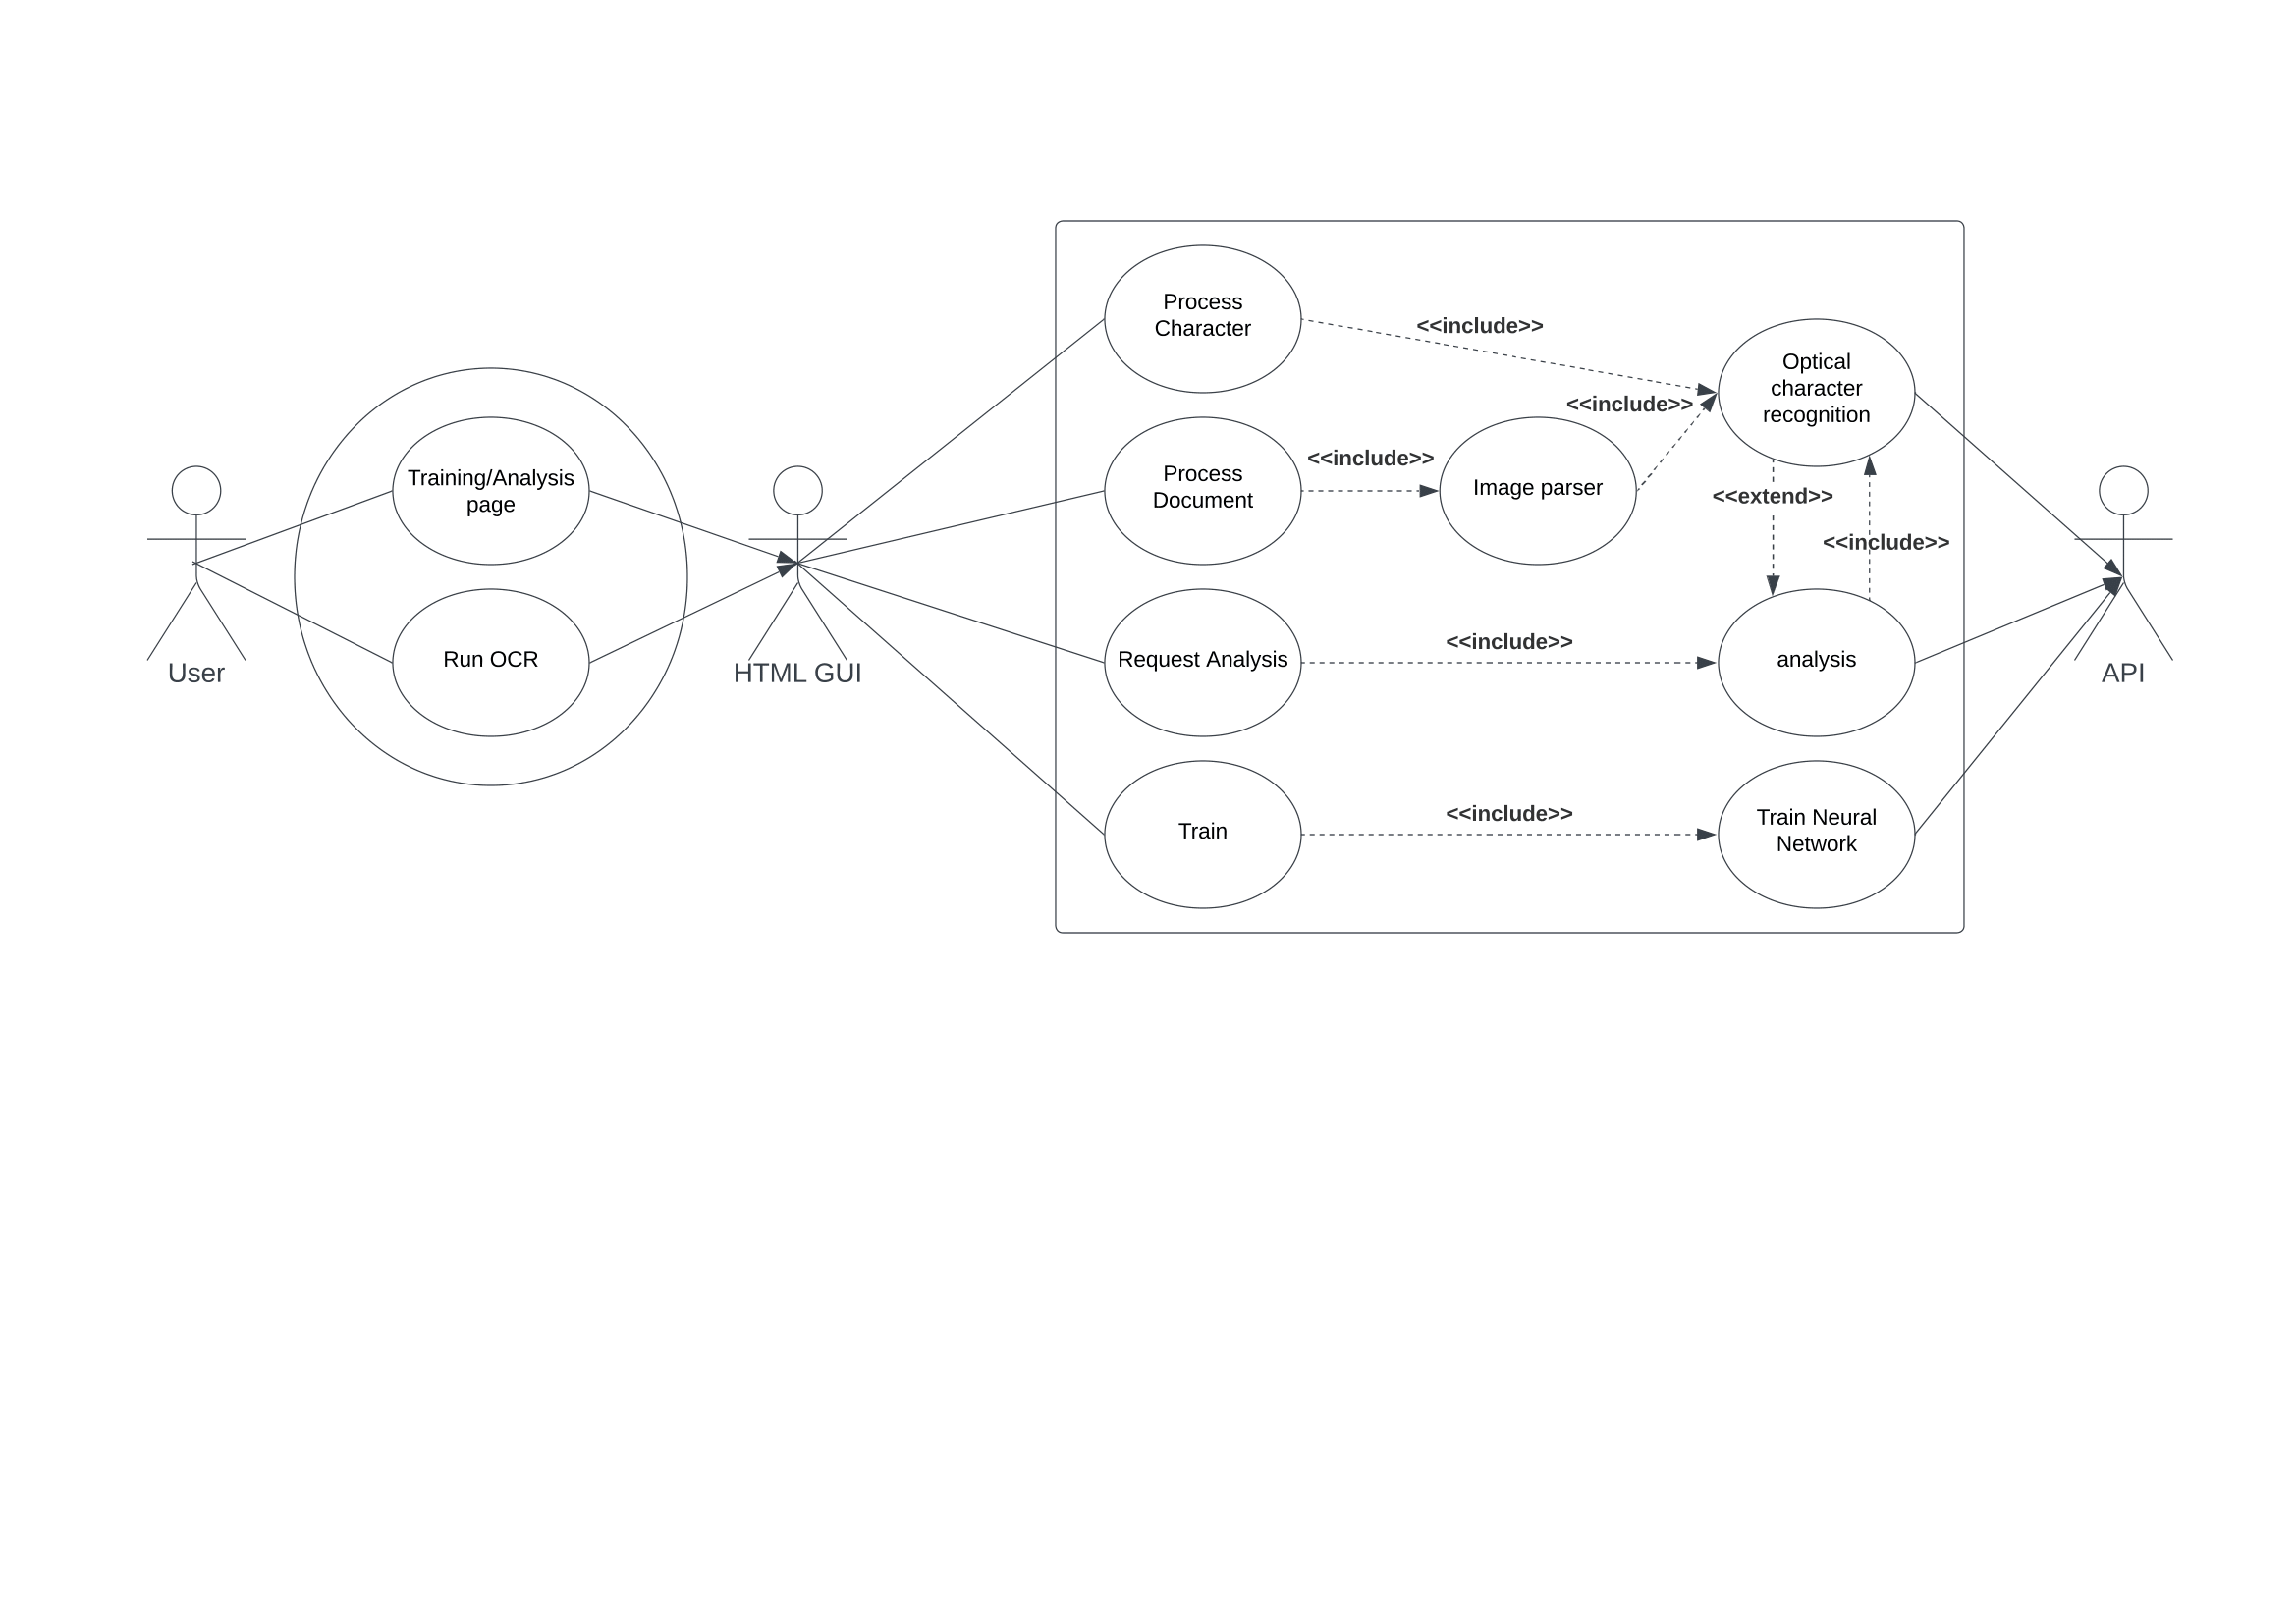 Process
Character
<<include>>
Optical
character
recognition
<<include>>
Training/Analysis
page
Process
Document
<<include>>
Image parser
<<extend>>
<<include>>
User
Run OCR
HTML GUI
Request Analysis
<<include>>
analysis
API
Train
<<include>>
Train Neural
Network